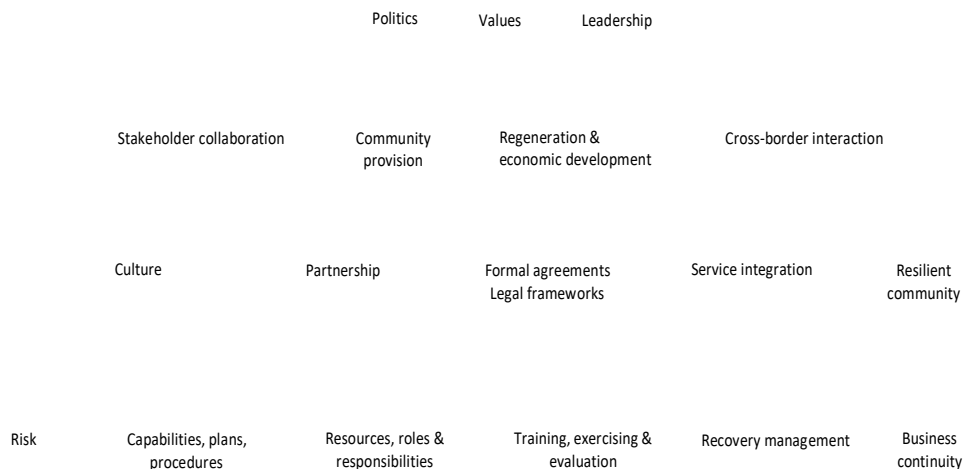 Politics Values Leadership
Stakeholder collaboration
Community
provision
Regeneration &
economic development
Cross-border interaction
Culture
Partnership
Formal agreements
Legal frameworks
Service integration
Resilient
community
Risk
Capabilities, plans,
procedures
Resources, roles &
responsibilities
Training, exercising &
evaluation
Recovery management
Business
continuity